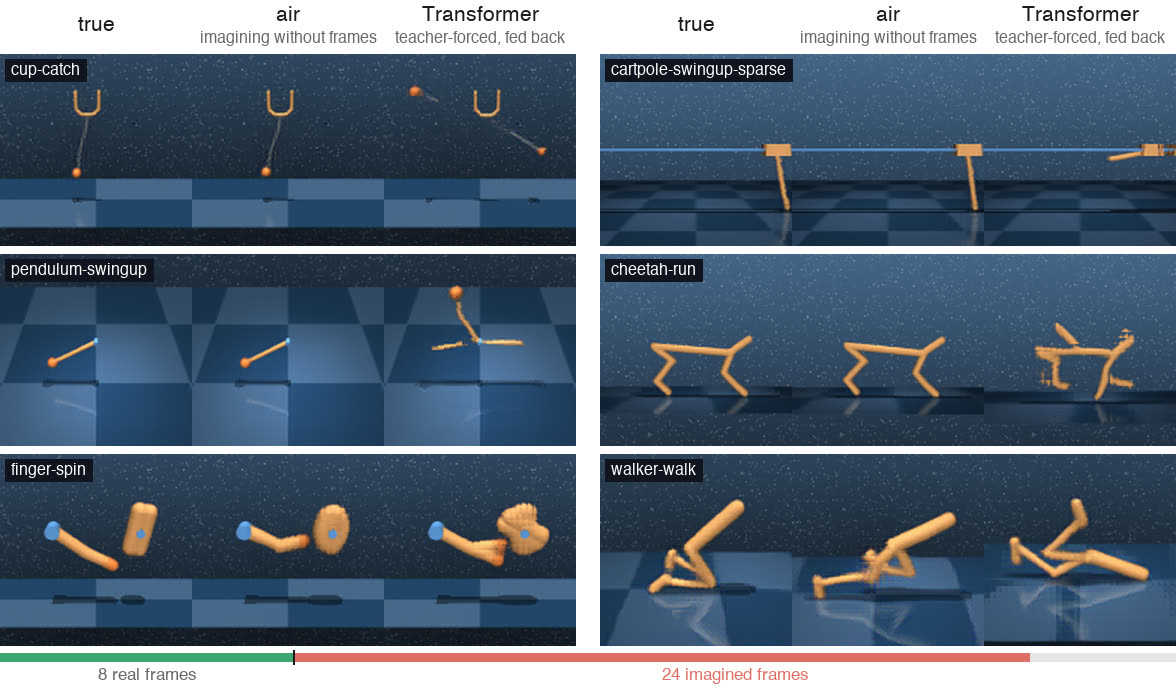 true
air
imagining without frames
Transformer
teacher-forced, fed back
true
air
imagining without frames
Transformer
teacher-forced, fed back
cup-catch
cartpole-swingup-sparse
pendulum-swingup
cheetah-run
finger-spin
walker-walk
8 real frames
24 imagined frames